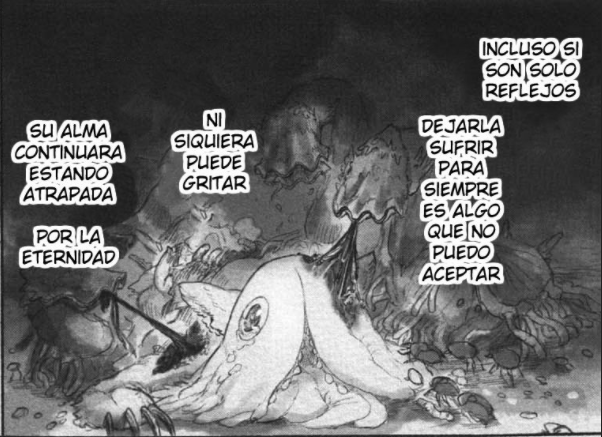 INCLUSO SI
SON SOLO
REFLEJOS
DEJARLA
SUFRIR
PARA
SIEMPRE
ES ALGO
QUE NO
PUEDO
ACEPTAR
NI
SIQUIERA
PUEDE
GRITAR
SU ALMA
CONTINUARA
ESTANDO
ATRAPADA
POR LA
ETERNIDAD